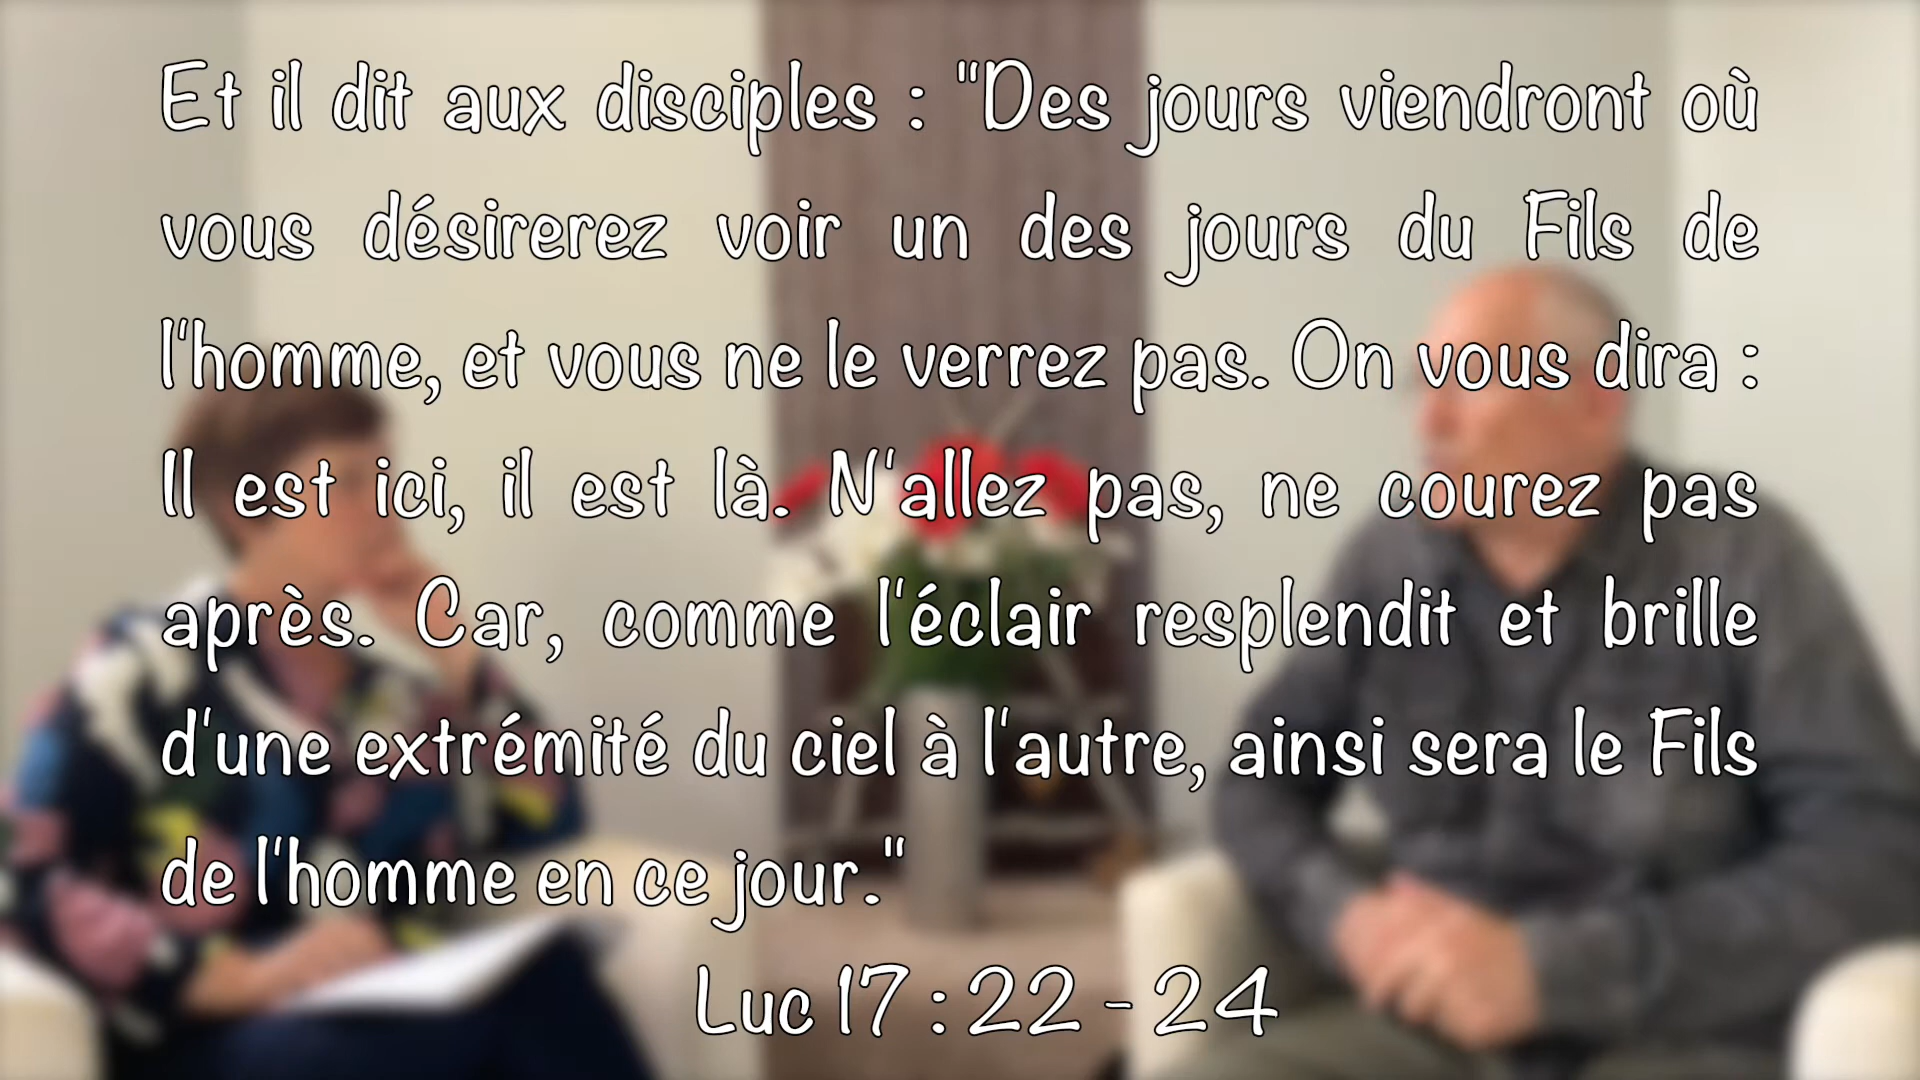 Et il dit aux disciples : "Des jours viendront où
vous désirerez voir un des jours du Fils de
l'homme, et vous ne le verrez pas. On vous dira :
Il est ici, il est là. N'allez pas, ne courez pas
après. Car, comme l'éclair resplendit et brille
d'une extrémité du ciel à l'autre, ainsi sera le Fils
de l'homme en ce jour."
Luc 17 : 22 - 24